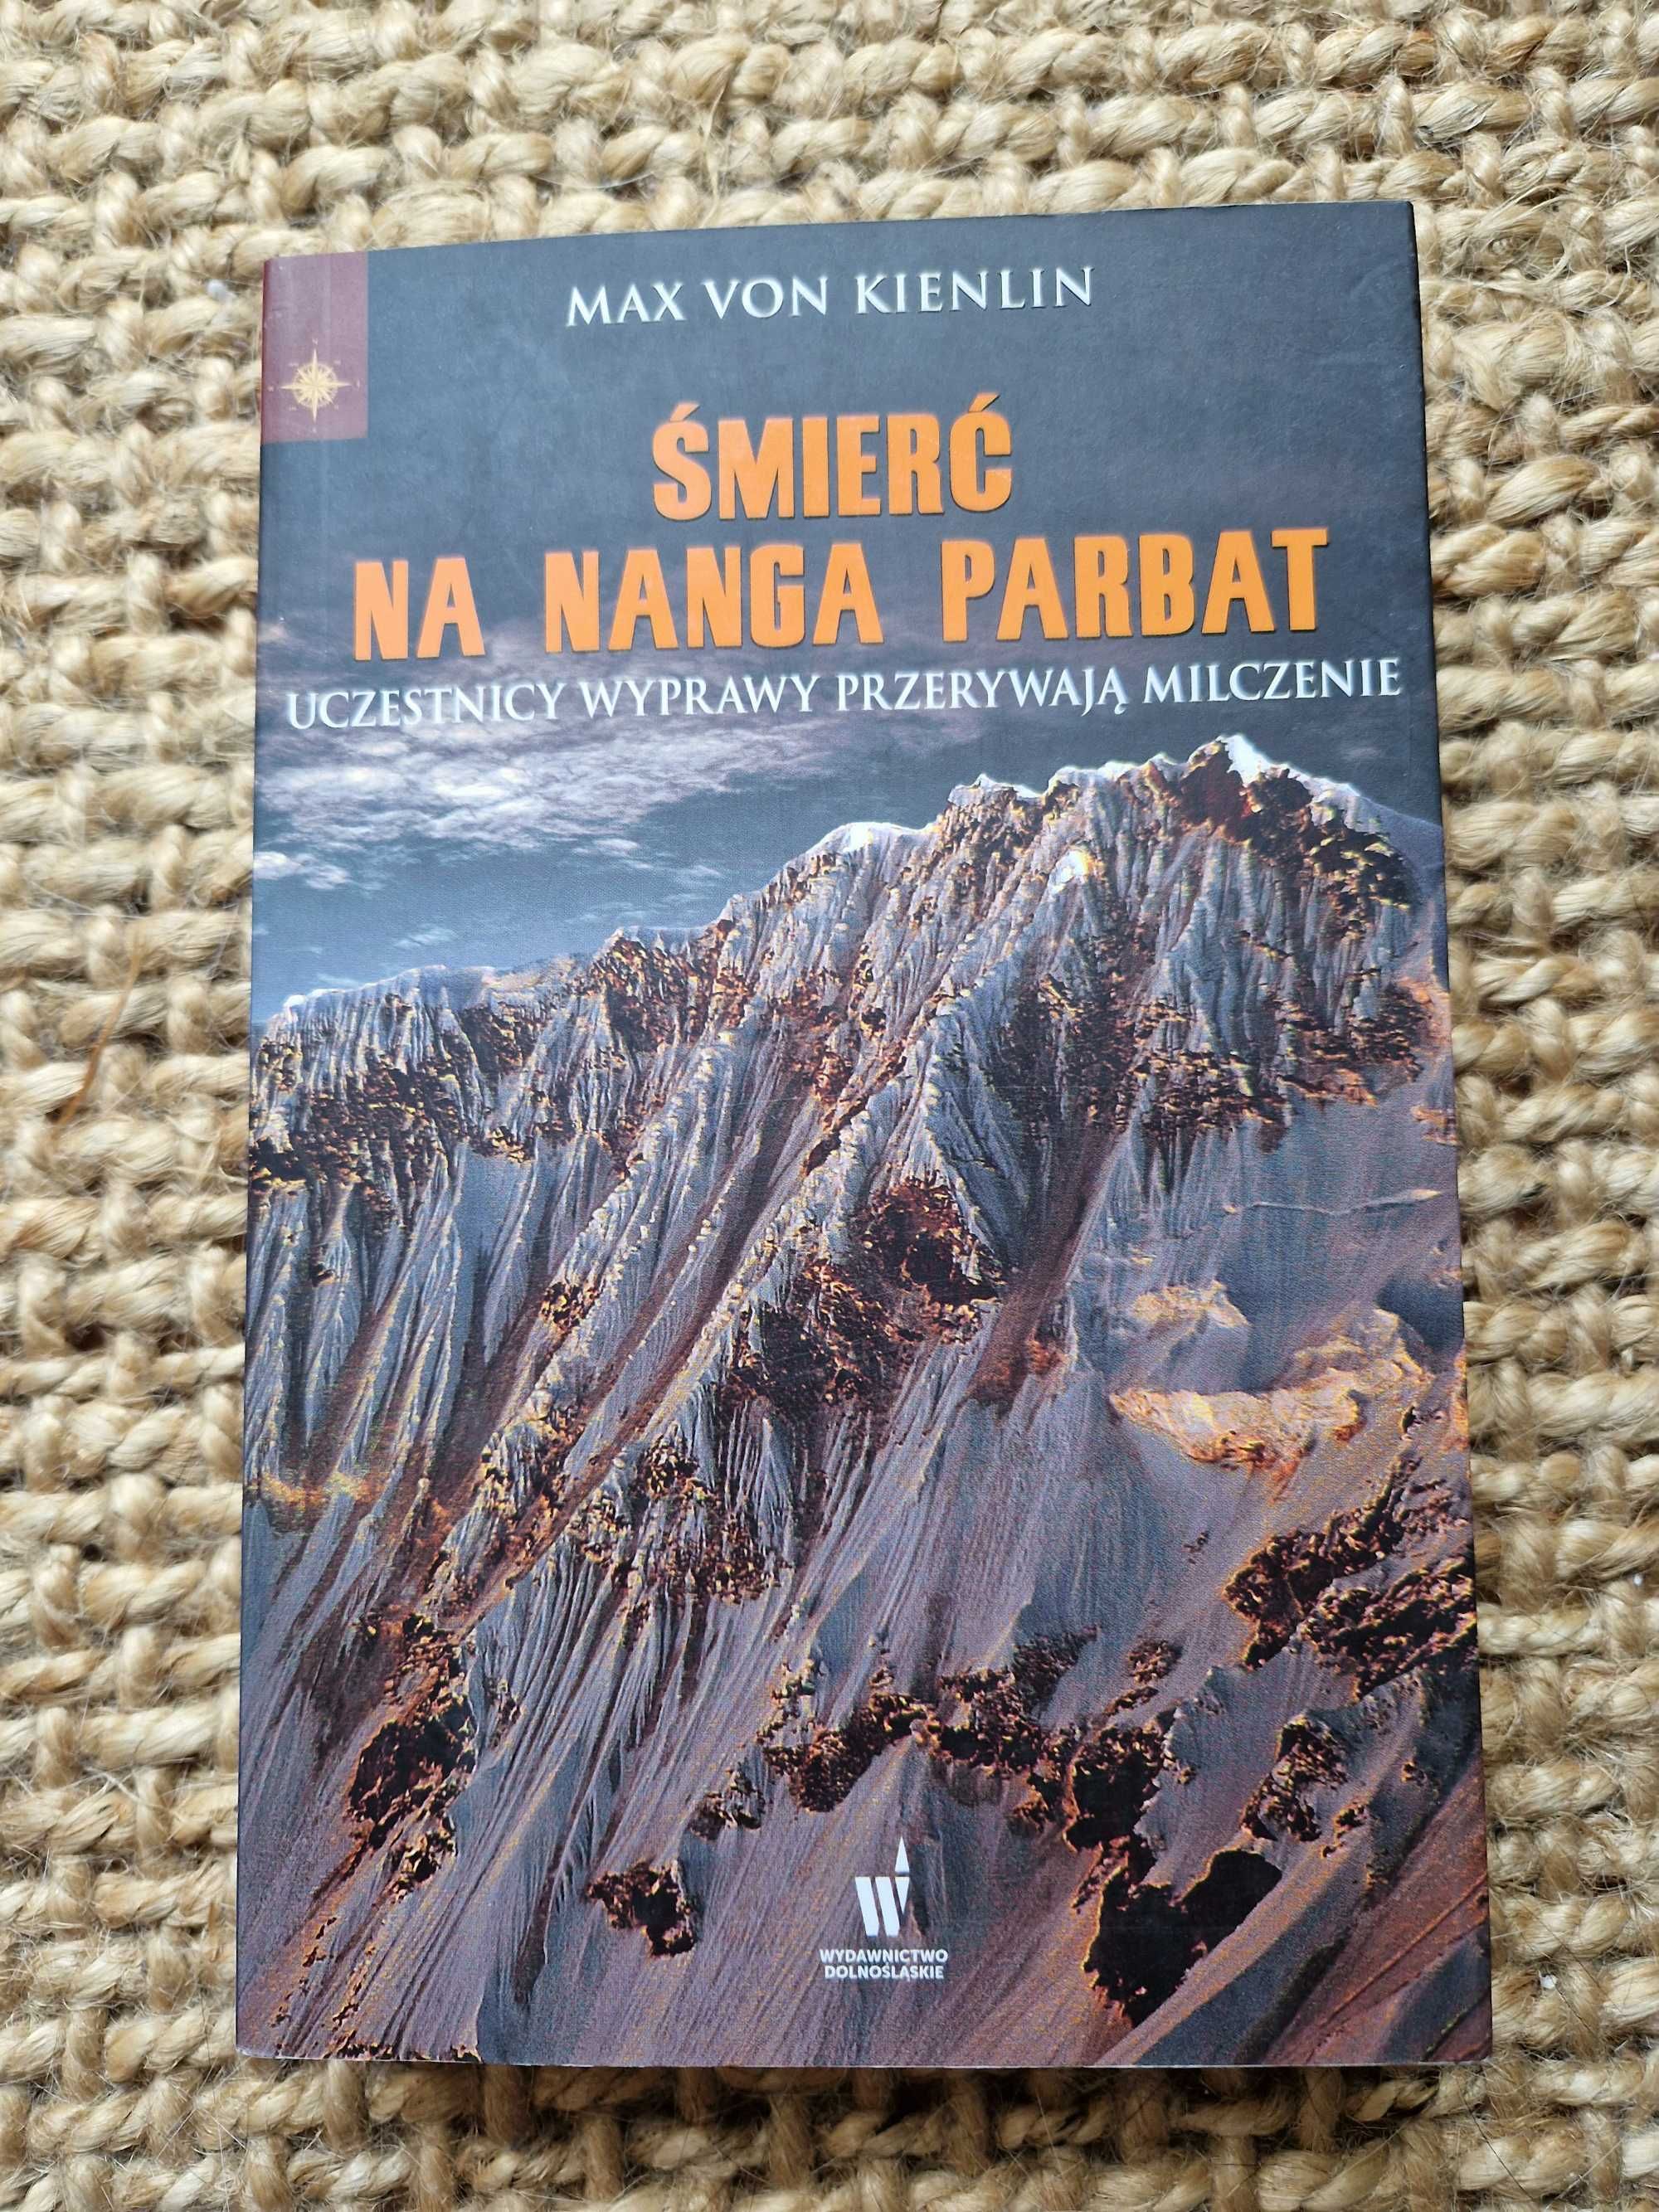 MAX VON KIENLIN
ŚMIERĆ
NA NANGA PARBAT
UCZESTNICY WYPRAWY PRZERYWAJĄ MILCZENIE
W
WYDAWNICTWO
DOLNOŚLĄSKIE